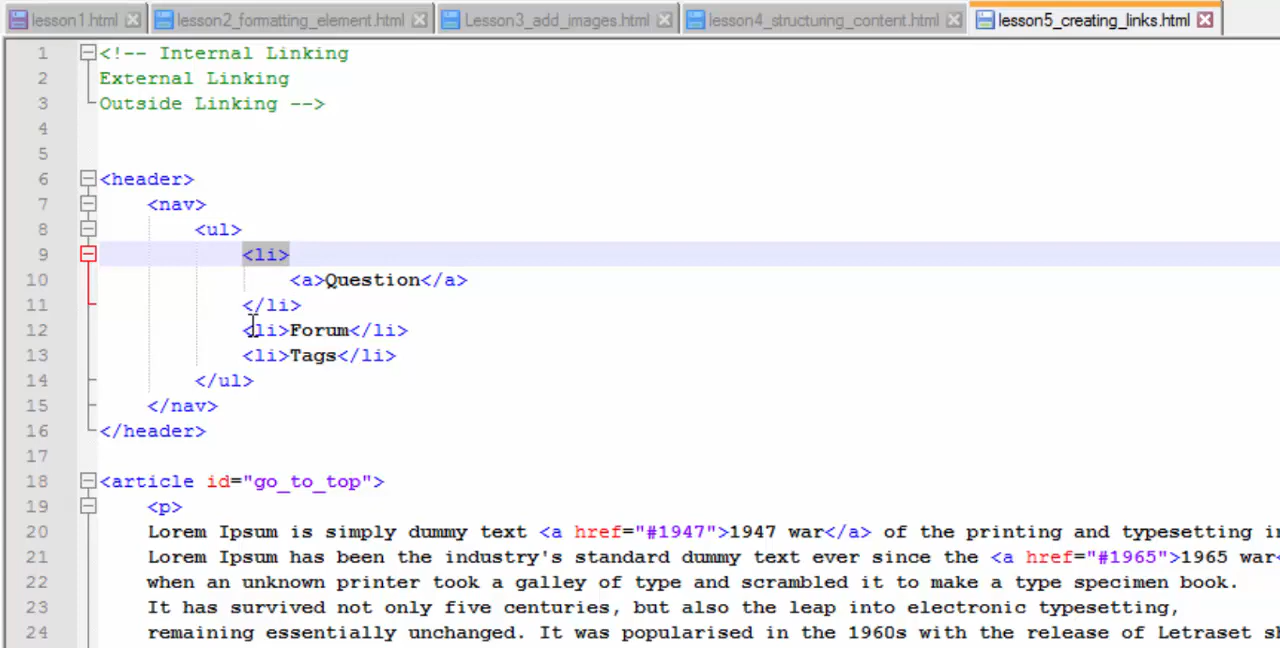 lesson1.html lesson2_formatting_element.html Lesson3_add_images.html lesson4_structuring_content.html lesson5_creating_links.html
1 <!-- Internal Linking
2 External Linking
3 Outside Linking -->
4
5
6 <header>
7 <nav>
8 <ul>
9 <li>
10 <a>Question</a>
11 </li>
12 <li>Forum</li>
13 <li>Tags</li>
14 </ul>
15 </nav>
16 </header>
17
18 <article id="go_to_top">
19 <p>
20 Lorem Ipsum is simply dummy text <a href="#1947">1947 war</a> of the printing and typesetting
21 Lorem Ipsum has been the industry's standard dummy text ever since the <a href="#1965">1965 war<
22 when an unknown printer took a galley of type and scrambled it to make a type specimen book.
23 It has survived not only five centuries, but also the leap into electronic typesetting,
24 remaining essentially unchanged. It was popularised in the 1960s with the release of Letraset